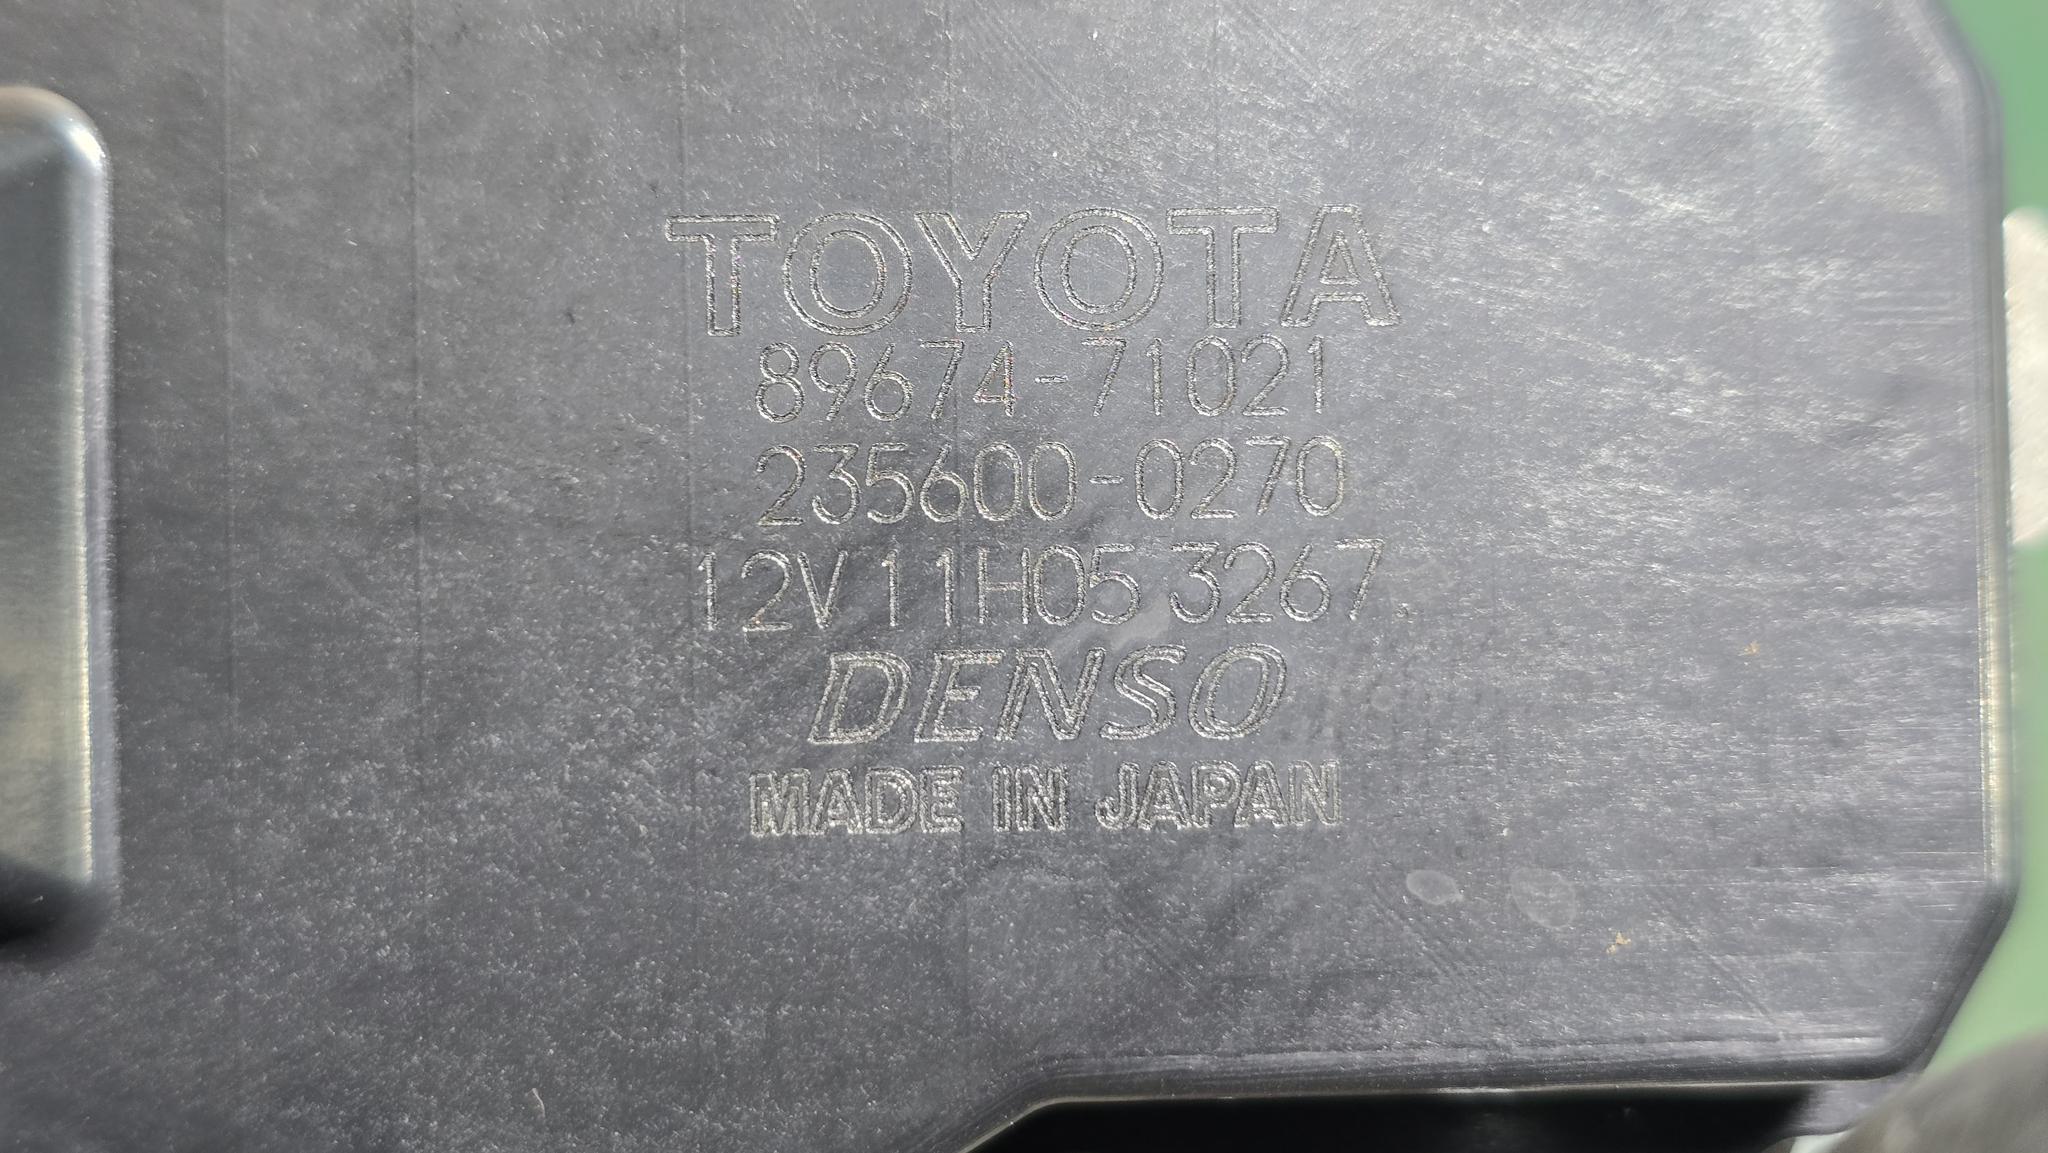 TOYOTA
89674-71021
235600-0270
12V 11H05 3267.
DENSO
MADE IN JAPAN